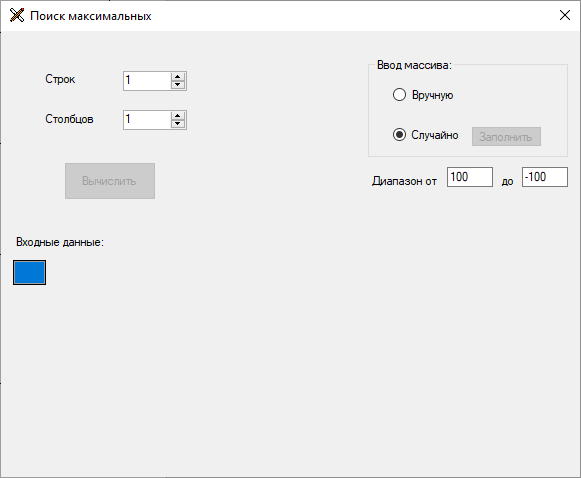 Поиск максимальных
Ввод массива:
Строк 1
Вручную
Столбцов 1
Случайно Заполнить
Вычислить
Диапазон от 100 до -100
Входные данные: